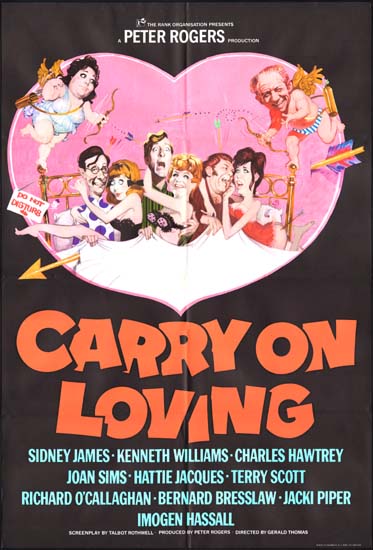 THE RANK ORGANISATION PRESENTS
A PETER ROGERS PRODUCTION
DO NOT
DISTURB
CARRY ON
LOVING
SIDNEY JAMES · KENNETH WILLIAMS · CHARLES HAWTREY
JOAN SIMS · HATTIE JACQUES · TERRY SCOTT
RICHARD O'CALLAGHAN · BERNARD BRESSLAW · JACKI PIPER
IMOGEN HASSALL
SCREENPLAY BY TALBOT ROTHWELL · PRODUCED BY PETER ROGERS · DIRECTED BY GERALD THOMAS